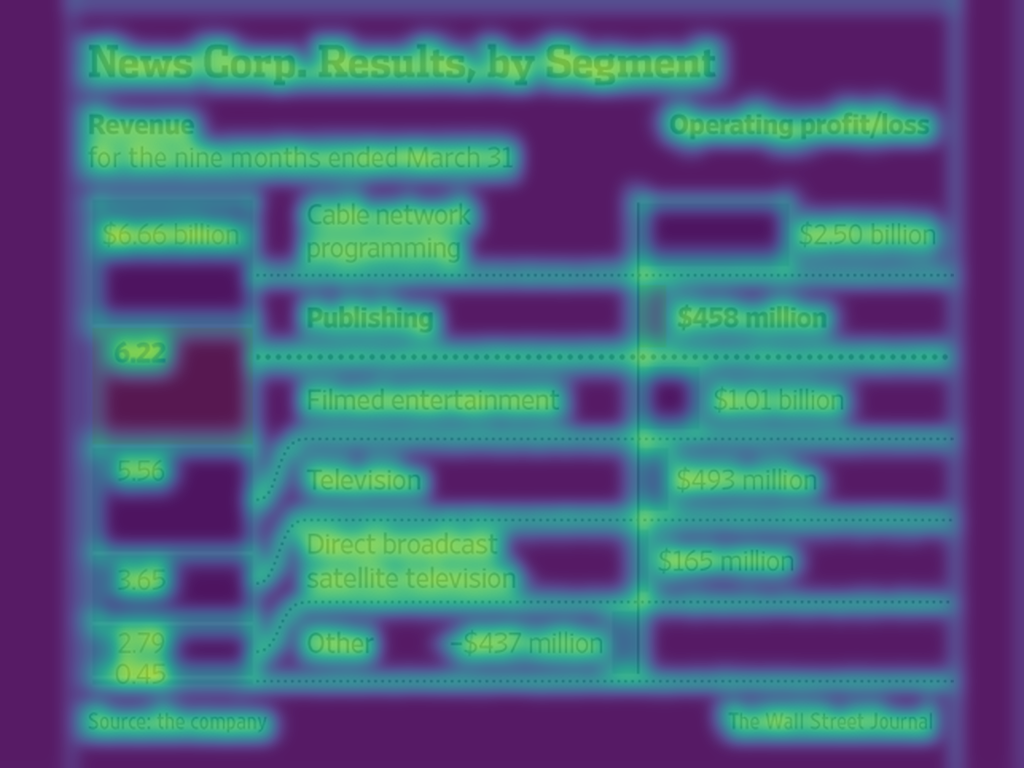 News Corp. Results, by Segment
Revenue
for the nine months ended March 31
Operating profit/loss
$6.66 billion
Cable network
programming
$2.50 billion
Publishing
$458 million
6.22
Filmed entertainment
$1.01 billion
5.56
Television
$493 million
Direct broadcast
satellite television
$165 million
3.65
Other
–$437 million
2.79
0.45
Source: the company
The Wall Street Journal